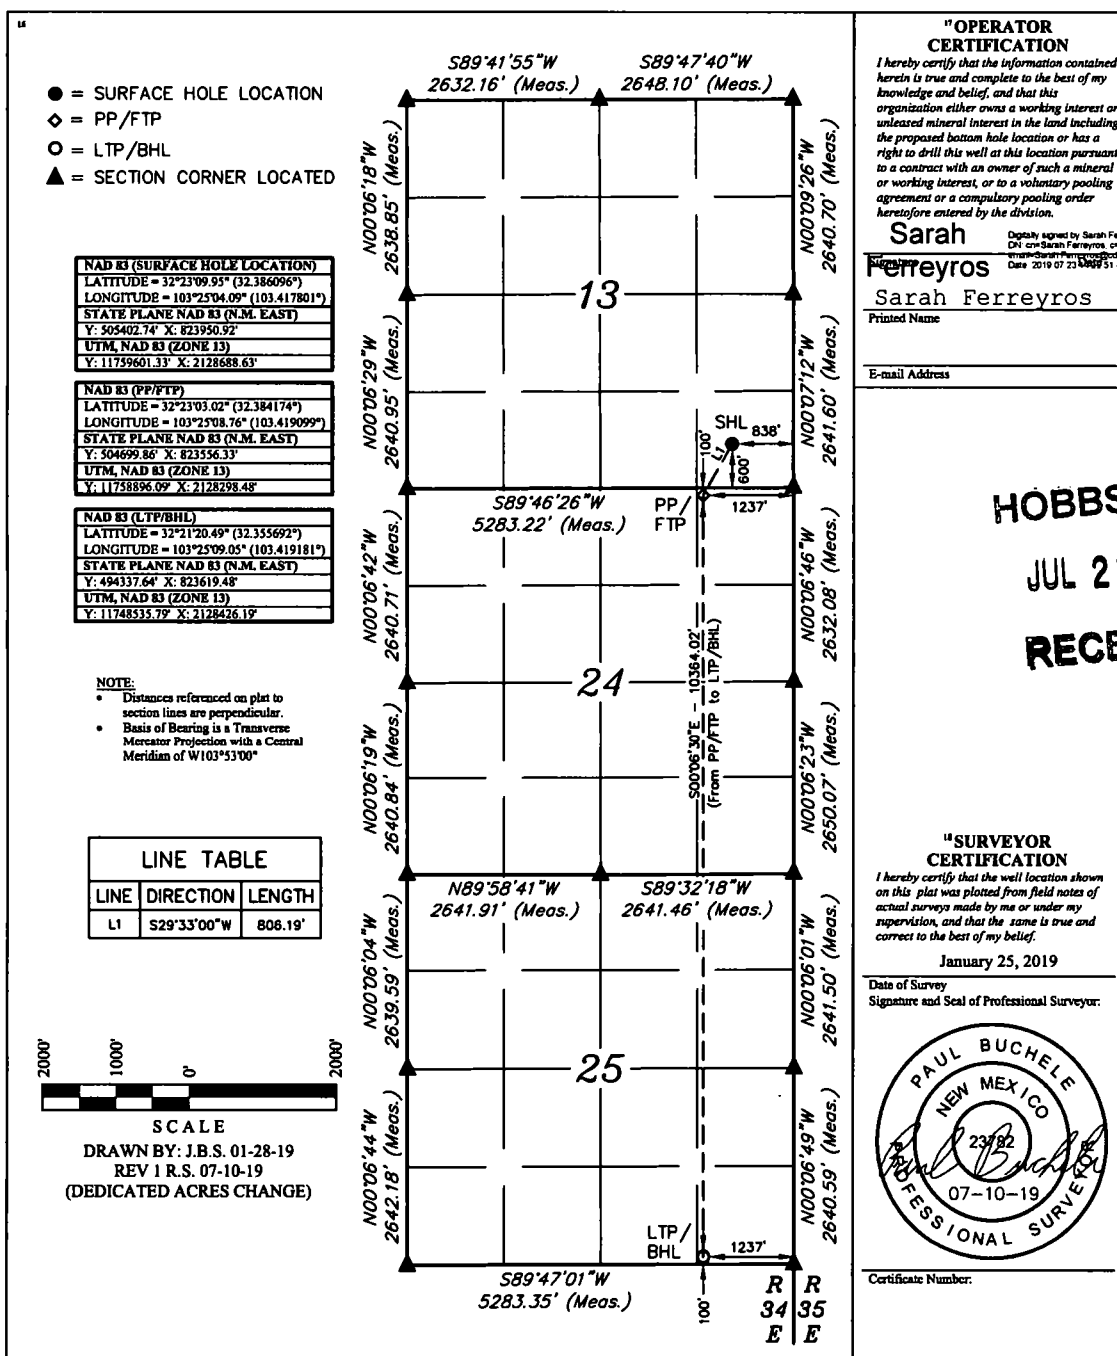 16
● = SURFACE HOLE LOCATION
◇ = PP/FTP
○ = LTP/BHL
▲ = SECTION CORNER LOCATED
NAD 83 (SURFACE HOLE LOCATION)
LATITUDE = 32°23'09.95" (32.386096°)
LONGITUDE = 103°25'04.09" (103.417801°)
STATE PLANE NAD 83 (N.M. EAST)
Y: 505402.74' X: 823950.92'
UTM, NAD 83 (ZONE 13)
Y: 11759601.33' X: 2128688.63'
NAD 83 (PP/FTP)
LATITUDE = 32°23'03.02" (32.384174°)
LONGITUDE = 103°25'08.76" (103.419099°)
STATE PLANE NAD 83 (N.M. EAST)
Y: 504699.86' X: 823556.33'
UTM, NAD 83 (ZONE 13)
Y: 11758896.09' X: 2128298.48'
NAD 83 (LTP/BHL)
LATITUDE = 32°21'20.49" (32.355692°)
LONGITUDE = 103°25'09.05" (103.419181°)
STATE PLANE NAD 83 (N.M. EAST)
Y: 494337.64' X: 823619.48'
UTM, NAD 83 (ZONE 13)
Y: 11748535.79' X: 2128426.19'
NOTE:
• Distances referenced on plat to
section lines are perpendicular.
• Basis of Bearing is a Transverse
Mercator Projection with a Central
Meridian of W103°53'00"
LINE TABLE
LINE DIRECTION LENGTH
L1 S29°33'00"W 806.19'
2000' 1000' 0' 2000'
SCALE
DRAWN BY: J.B.S. 01-28-19
REV 1 R.S. 07-10-19
(DEDICATED ACRES CHANGE)
S89°41'55"W
2632.16' (Meas.)
S89°47'40"W
2648.10' (Meas.)
N00°06'18"W
2638.85' (Meas.)
N00°09'26"W
2640.70' (Meas.)
13
N00°06'29"W
2640.95' (Meas.)
N00°07'12"W
2641.60' (Meas.)
SHL
838'
100'
L1
600'
S89°46'26"W
5283.22' (Meas.)
PP/
FTP
1237'
N00°06'42"W
2640.71' (Meas.)
N00°06'46"W
2632.08' (Meas.)
24
S00°06'30"E - 10364.02'
(From PP/FTP to LTP/BHL)
N00°06'19"W
2640.84' (Meas.)
N00°06'23"W
2650.07' (Meas.)
N89°58'41"W
2641.91' (Meas.)
S89°32'18"W
2641.46' (Meas.)
N00°06'04"W
2639.59' (Meas.)
N00°06'01"W
2641.50' (Meas.)
25
N00°06'44"W
2642.18' (Meas.)
N00°06'49"W
2640.59' (Meas.)
LTP/
BHL
1237'
S89°47'01"W
5283.35' (Meas.)
100'
R R
34 35
E E
17 OPERATOR
CERTIFICATION
I hereby certify that the information contained
herein is true and complete to the best of my
knowledge and belief, and that this
organization either owns a working interest or
unleased mineral interest in the land including
the proposed bottom hole location or has a
right to drill this well at this location pursuant
to a contract with an owner of such a mineral
or working interest, or to a voluntary pooling
agreement or a compulsory pooling order
heretofore entered by the division.
Sarah
Ferreyros
Digitally signed by Sarah Fe
DN: cn=Sarah Ferreyros, c
Signature
Sarah Ferreyros
Printed Name
E-mail Address
HOBBS
JUL 2
RECE
18 SURVEYOR
CERTIFICATION
I hereby certify that the well location shown
on this plat was plotted from field notes of
actual surveys made by me or under my
supervision, and that the same is true and
correct to the best of my belief.
January 25, 2019
Date of Survey
Signature and Seal of Professional Surveyor:
PAUL BUCHELE
NEW MEXICO
23782
07-10-19
PROFESSIONAL SURVEYOR
Certificate Number: